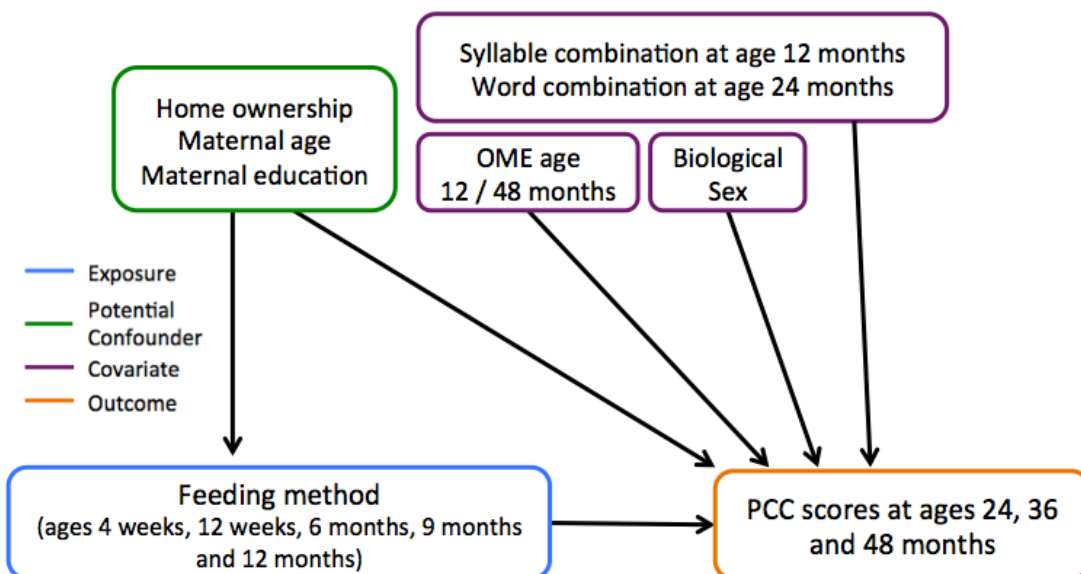 Syllable combination at age 12 months
Word combination at age 24 months
Home ownership
Maternal age
Maternal education
OME age
12 / 48 months
Biological
Sex
Exposure
Potential
Confounder
Covariate
Outcome
Feeding method
(ages 4 weeks, 12 weeks, 6 months, 9 months
and 12 months)
PCC scores at ages 24, 36
and 48 months